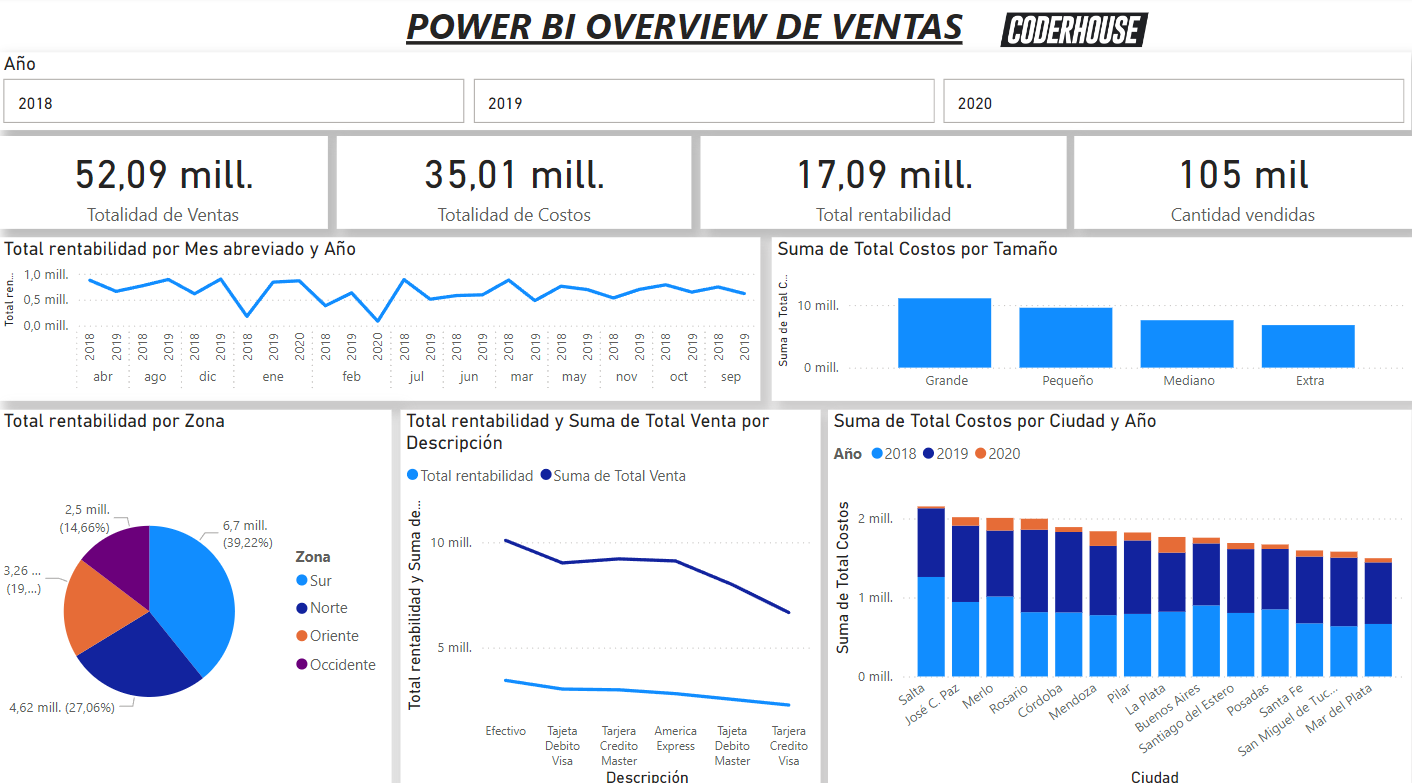 POWER BI OVERVIEW DE VENTAS
CODERHOUSE
Año
2018
2019
2020
52,09 mill.
Totalidad de Ventas
35,01 mill.
Totalidad de Costos
17,09 mill.
Total rentabilidad
105 mil
Cantidad vendidas
Total rentabilidad por Mes abreviado y Año
Total ren...
1,0 mill.
0,5 mill.
0,0 mill.
2018 2019 2018 2019 2018 2019 2018 2019 2020 2018 2019 2020 2018 2019 2018 2019 2018 2019 2018 2019 2018 2019 2018 2019 2018 2019
abr ago dic ene feb jul jun mar may nov oct sep
Suma de Total Costos por Tamaño
Suma de Total C...
10 mill.
0 mill.
Grande Pequeño Mediano Extra
Total rentabilidad por Zona
2,5 mill.
(14,66%)
6,7 mill.
(39,22%)
3,26 ...
(19,...)
4,62 mill. (27,06%)
Zona
Sur
Norte
Oriente
Occidente
Total rentabilidad y Suma de Total Venta por
Descripción
Total rentabilidad Suma de Total Venta
Total rentabilidad y Suma de...
10 mill.
5 mill.
Efectivo
Tajeta
Debito
Visa
Tarjera
Credito
Master
America
Express
Tajeta
Debito
Master
Tarjera
Credito
Visa
Descripción
Suma de Total Costos por Ciudad y Año
Año 2018 2019 2020
Suma de Total Costos
2 mill.
1 mill.
0 mill.
Salta
José C. Paz
Merlo
Rosario
Córdoba
Mendoza
Pilar
La Plata
Buenos Aires
Santiago del Estero
Posadas
Santa Fe
San Miguel de Tuc...
Mar del Plata
Ciudad